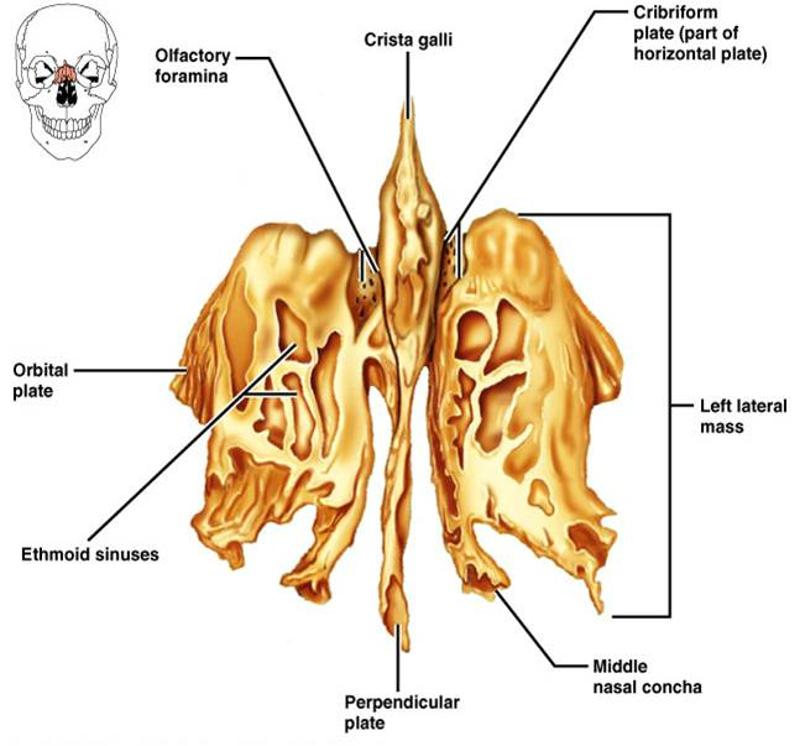 Cribriform
plate (part of
horizontal plate)
Crista galli
Olfactory
foramina
Orbital
plate
Left lateral
mass
Ethmoid sinuses
Middle
nasal concha
Perpendicular
plate